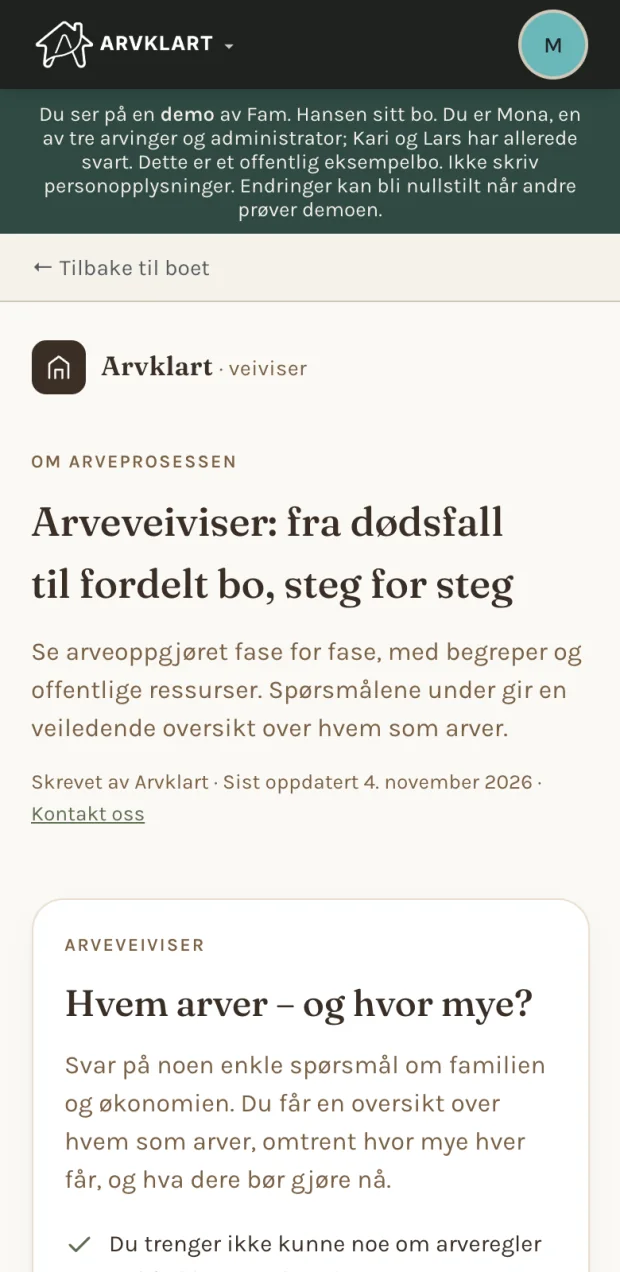 ARVKLART
M
Du ser på en demo av Fam. Hansen sitt bo. Du er Mona, en
av tre arvinger og administrator; Kari og Lars har allerede
svart. Dette er et offentlig eksempelbo. Ikke skriv
personopplysninger. Endringer kan bli nullstilt når andre
prøver demoen.
← Tilbake til boet
Arvklart · veiviser
OM ARVEPROSESSEN
Arveveiviser: fra dødsfall
til fordelt bo, steg for steg
Se arveoppgjøret fase for fase, med begreper og
offentlige ressurser. Spørsmålene under gir en
veiledende oversikt over hvem som arver.
Skrevet av Arvklart · Sist oppdatert 4. november 2026 ·
Kontakt oss
ARVEVEIVISER
Hvem arver – og hvor mye?
Svar på noen enkle spørsmål om familien
og økonomien. Du får en oversikt over
hvem som arver, omtrent hvor mye hver
får, og hva dere bør gjøre nå.
Du trenger ikke kunne noe om arveregler